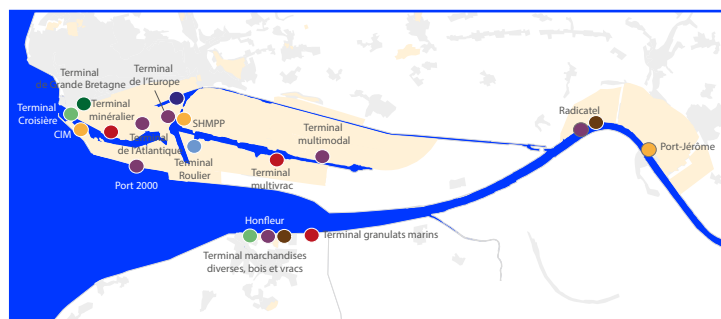 Terminal
de Grande Bretagne
Terminal
de l'Europe
Terminal
Croisière
Terminal
minéralier
CIM
SHMPP
Terminal
de l'Atlantique
Terminal
Roulier
Port 2000
Terminal
multimodal
Terminal
multivrac
Radicatel
Port-Jérôme
Honfleur
Terminal granulats marins
Terminal marchandises
diverses, bois et vracs